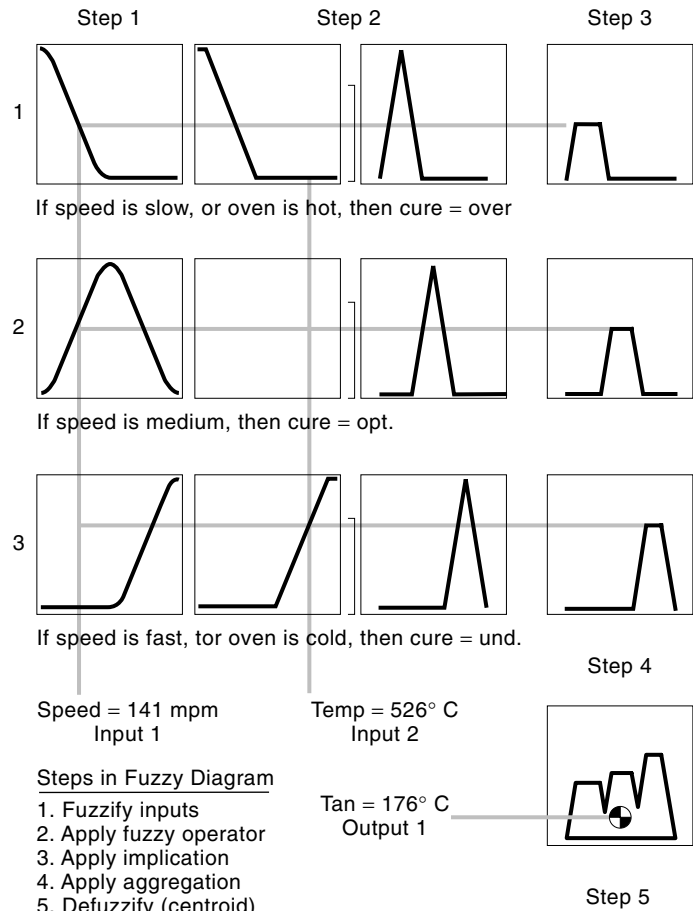 Step 1
Step 2
Step 3
1
If speed is slow, or oven is hot, then cure = over
2
If speed is medium, then cure = opt.
3
If speed is fast, tor oven is cold, then cure = und.
Step 4
Speed = 141 mpm
Input 1
Temp = 526° C
Input 2
Steps in Fuzzy Diagram
1. Fuzzify inputs
2. Apply fuzzy operator
3. Apply implication
4. Apply aggregation
5. Defuzzify (centroid)
Tan = 176° C
Output 1
Step 5